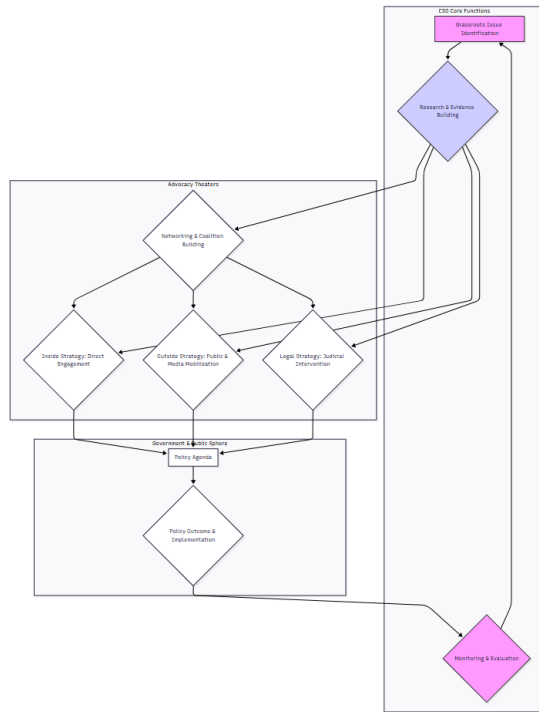 CSO Core Functions
Grassroots Issue
Identification
Research & Evidence
Building
Advocacy Theaters
Networking & Coalition
Building
Inside Strategy: Direct
Engagement
Outside Strategy: Public &
Media Mobilization
Legal Strategy: Judicial
Intervention
Government & Public Sphere
Policy Agenda
Policy Outcome &
Implementation
Monitoring & Evaluation